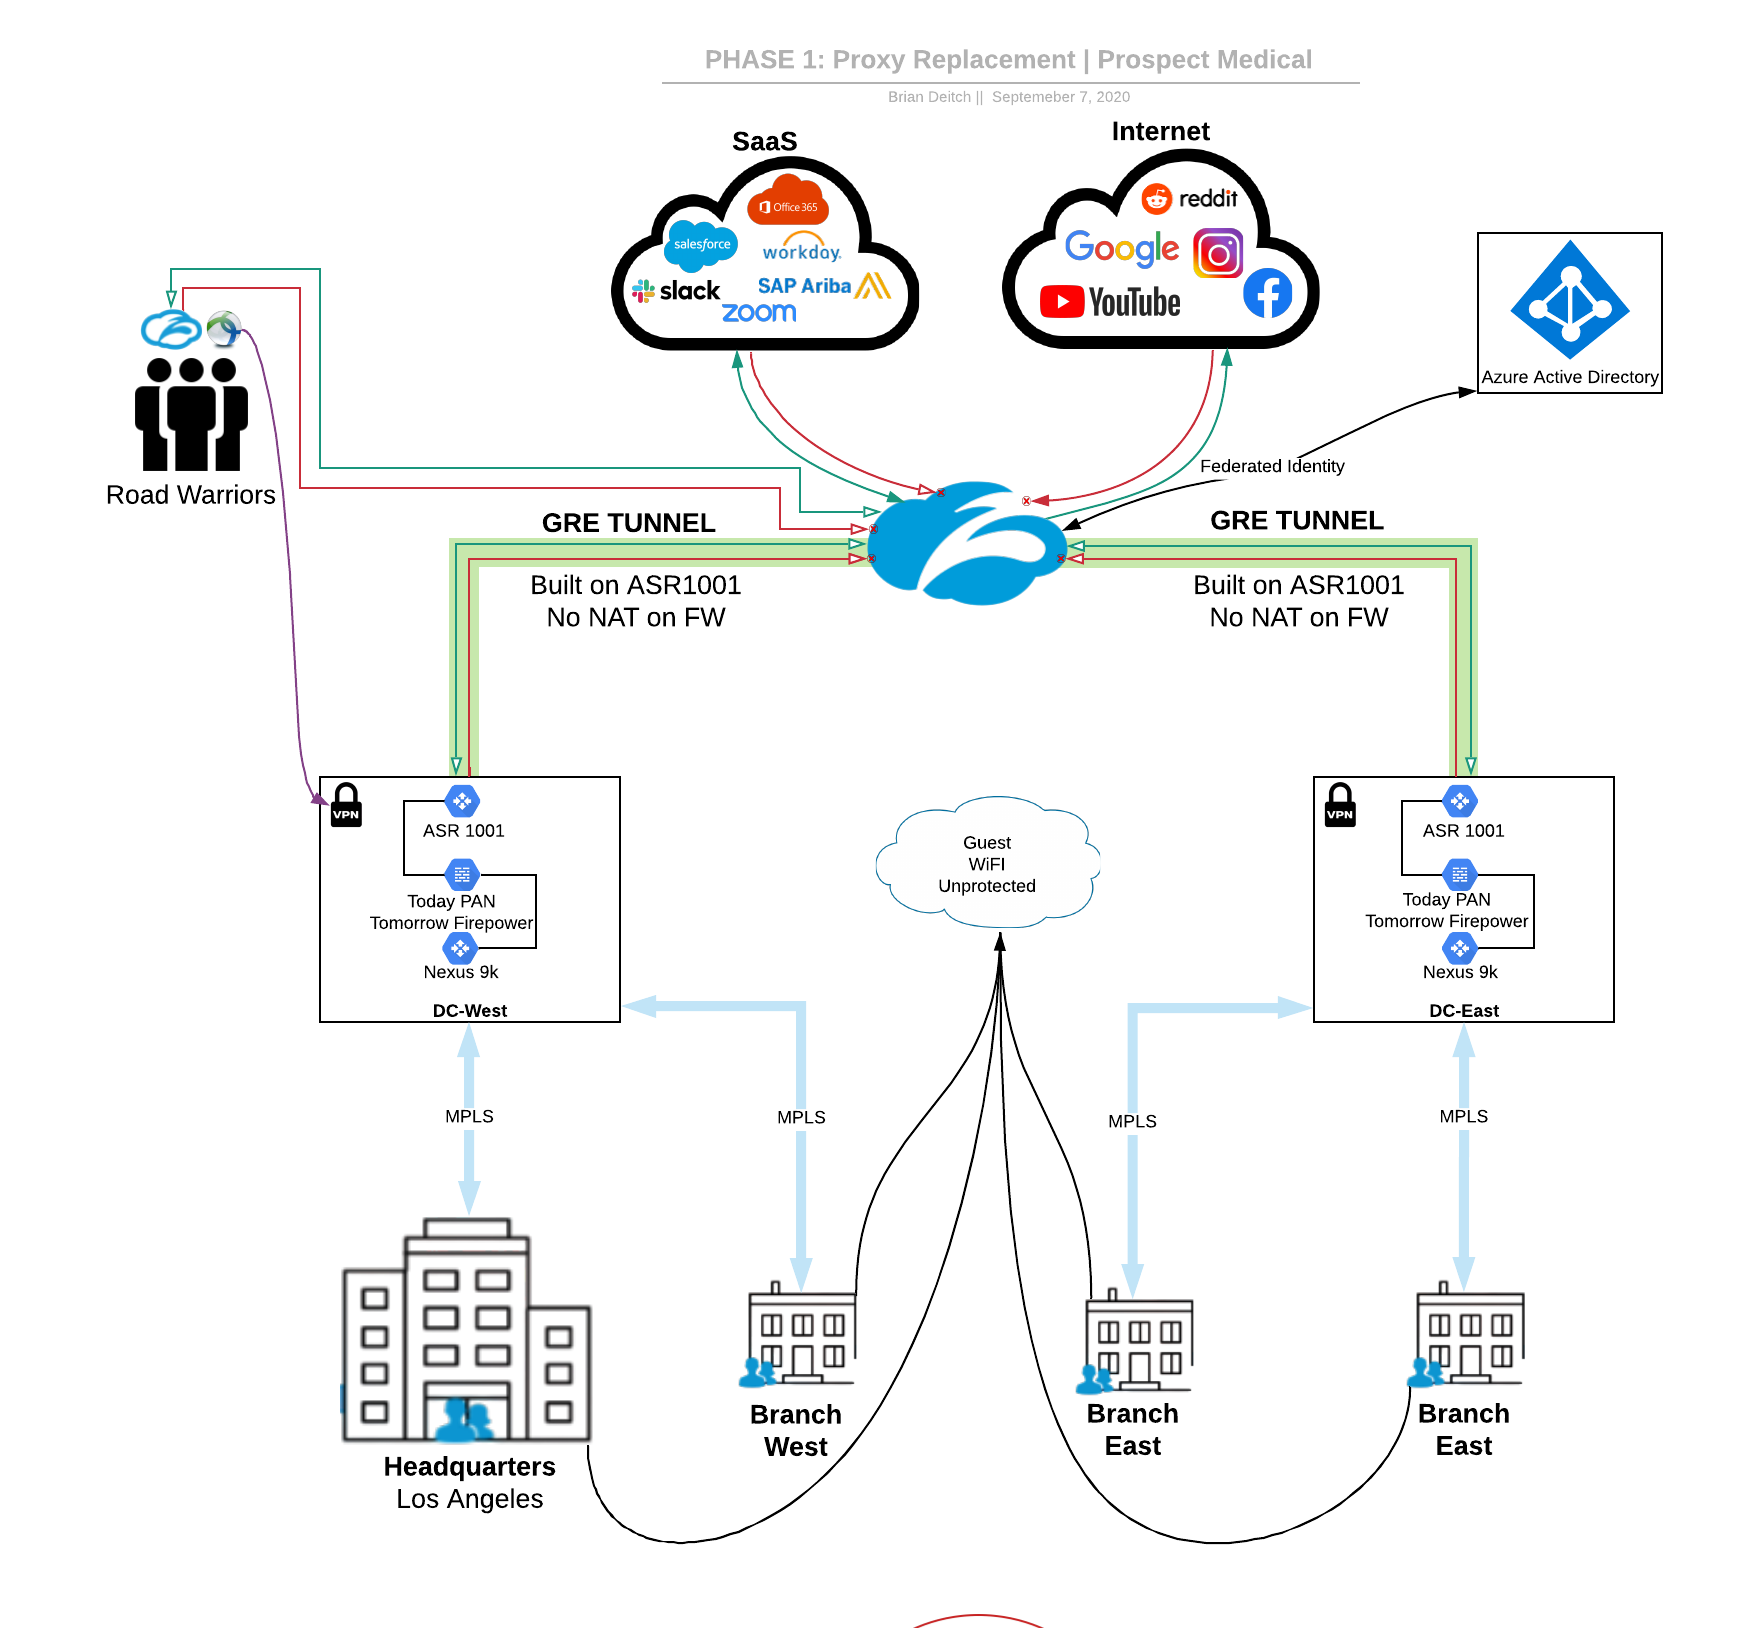 PHASE 1: Proxy Replacement | Prospect Medical
Brian Deitch || Septemeber 7, 2020
SaaS
Internet
Office 365
salesforce
workday.
slack
SAP Ariba
zoom
reddit
Google
YouTube
Azure Active Directory
Road Warriors
Federated Identity
GRE TUNNEL
Built on ASR1001
No NAT on FW
GRE TUNNEL
Built on ASR1001
No NAT on FW
VPN
ASR 1001
Today PAN
Tomorrow Firepower
Nexus 9k
DC-West
Guest
WiFI
Unprotected
VPN
ASR 1001
Today PAN
Tomorrow Firepower
Nexus 9k
DC-East
MPLS
MPLS
MPLS
MPLS
Headquarters
Los Angeles
Branch
West
Branch
East
Branch
East